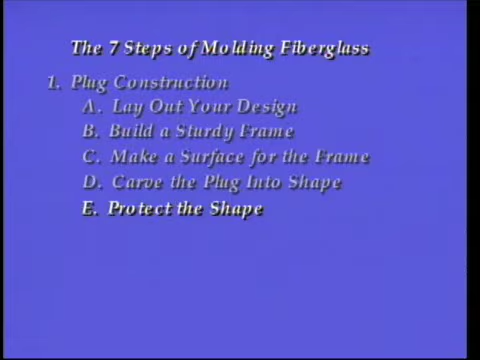 The 7 Steps of Molding Fiberglass
1. Plug Construction
A. Lay Out Your Design
B. Build a Sturdy Frame
C. Make a Surface for the Frame
D. Carve the Plug Into Shape
E. Protect the Shape